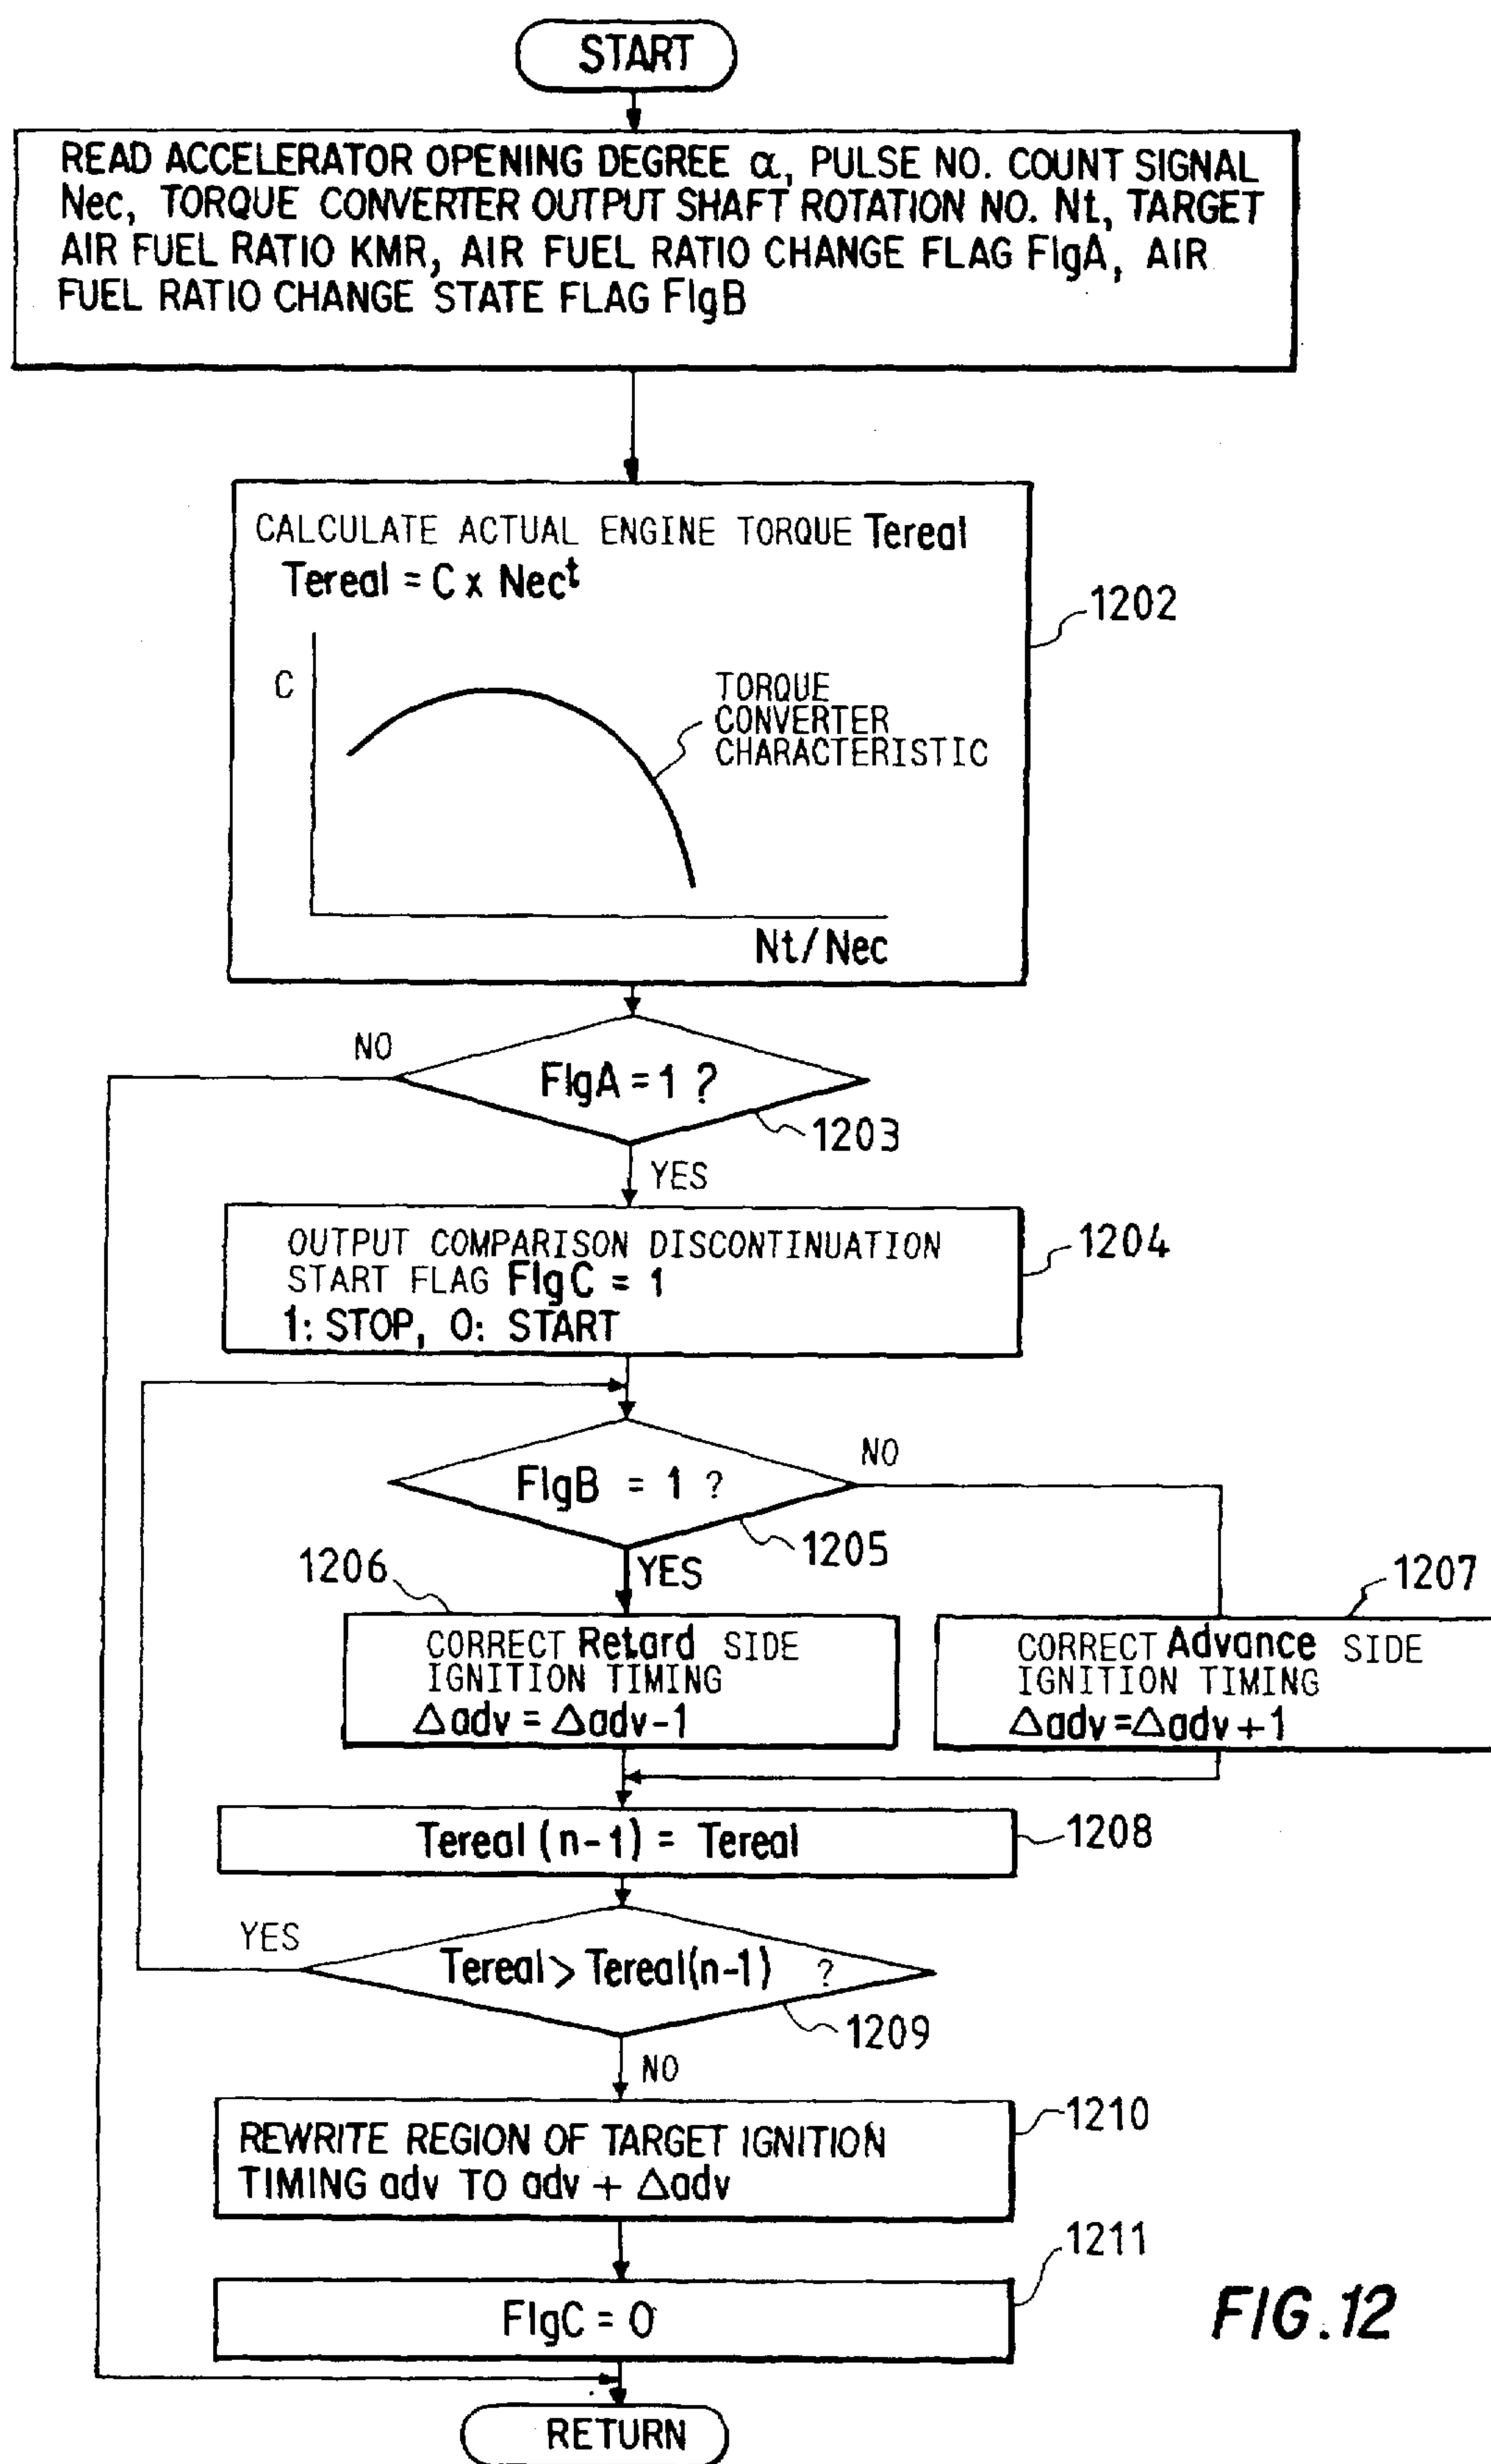 START
READ ACCELERATOR OPENING DEGREE α, PULSE NO. COUNT SIGNAL
Nec, TORQUE CONVERTER OUTPUT SHAFT ROTATION NO. Nt, TARGET
AIR FUEL RATIO KMR, AIR FUEL RATIO CHANGE FLAG FlgA, AIR
FUEL RATIO CHANGE STATE FLAG FlgB
CALCULATE ACTUAL ENGINE TORQUE Tereal
Tereal = C x Nec^t
1202
C
TORQUE
CONVERTER
CHARACTERISTIC
Nt/Nec
NO
FlgA = 1 ?
1203
YES
OUTPUT COMPARISON DISCONTINUATION
START FLAG FlgC = 1
1: STOP, 0: START
1204
FlgB = 1 ?
NO
1205
YES
1206
CORRECT Retard SIDE
IGNITION TIMING
Δadv = Δadv-1
1207
CORRECT Advance SIDE
IGNITION TIMING
Δadv=Δadv+1
Tereal (n-1) = Tereal
1208
YES
Tereal > Tereal(n-1) ?
1209
NO
REWRITE REGION OF TARGET IGNITION
TIMING adv TO adv + Δadv
1210
FlgC = 0
1211
RETURN
FIG.12